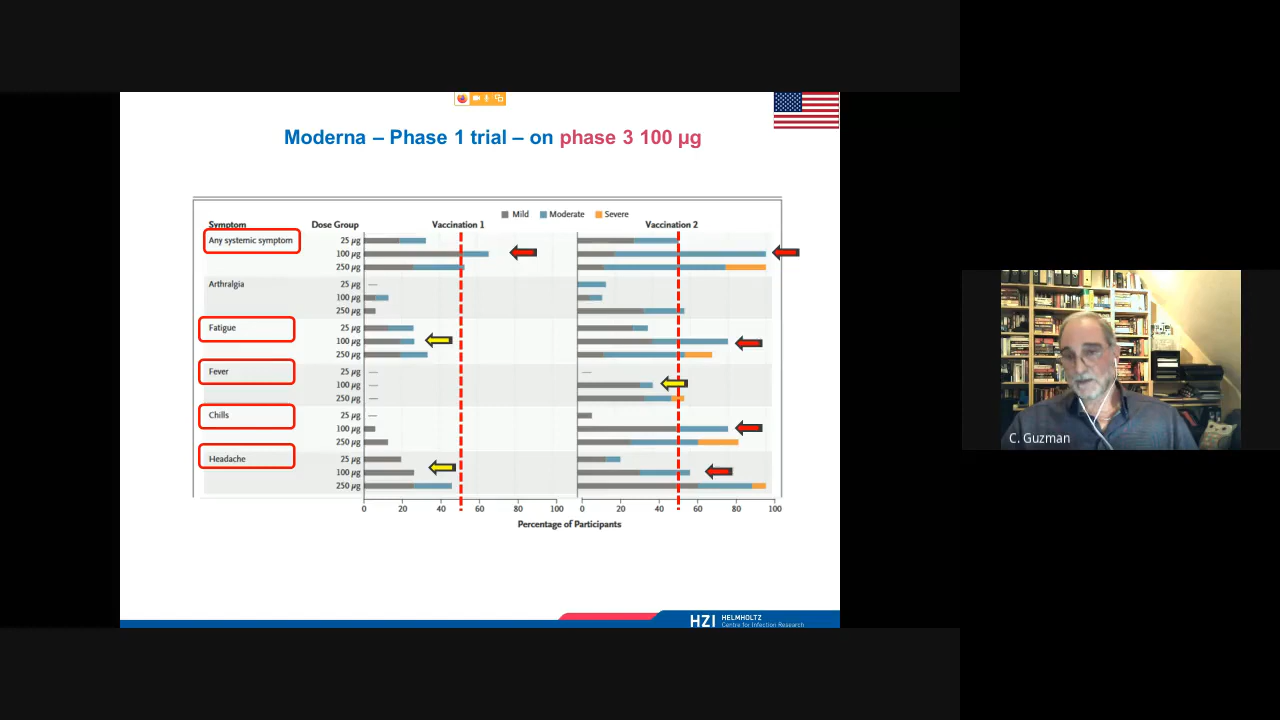 Moderna – Phase 1 trial – on phase 3 100 µg
Mild Moderate Severe
Symptom Dose Group Vaccination 1 Vaccination 2
Any systemic symptom 25 µg
100 µg
250 µg
Arthralgia 25 µg
100 µg
250 µg
Fatigue 25 µg
100 µg
250 µg
Fever 25 µg
100 µg
250 µg
Chills 25 µg
100 µg
250 µg
Headache 25 µg
100 µg
250 µg
0 20 40 60 80 100 0 20 40 60 80 100
Percentage of Participants
HZI HELMHOLTZ
Centre for Infection Research
C. Guzman